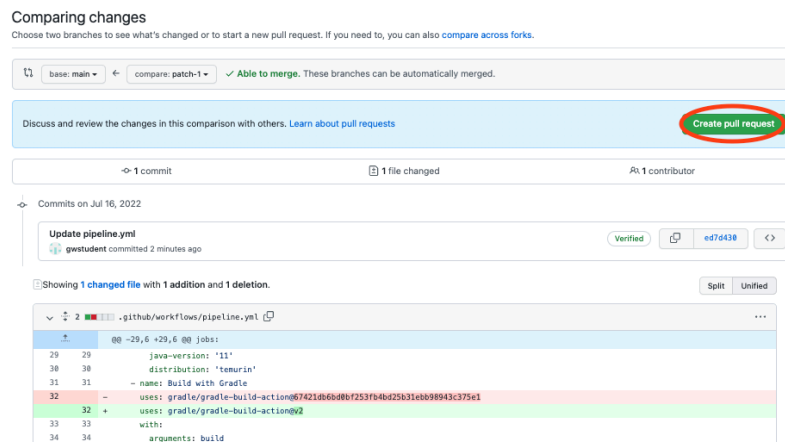 Comparing changes
Choose two branches to see what's changed or to start a new pull request. If you need to, you can also compare across forks.
base: main ← compare: patch-1 ✓ Able to merge. These branches can be automatically merged.
Discuss and review the changes in this comparison with others. Learn about pull requests Create pull request
1 commit 1 file changed 1 contributor
Commits on Jul 16, 2022
Update pipeline.yml
gwstudent committed 2 minutes ago
Verified ed7d430 <>
Showing 1 changed file with 1 addition and 1 deletion. Split Unified
2 .github/workflows/pipeline.yml ...
@@ -29,6 +29,6 @@ jobs:
29 29 java-version: '11'
30 30 distribution: 'temurin'
31 31 - name: Build with Gradle
32 - uses: gradle/gradle-build-action@67421db6bd0bf253fb4bd25b31ebb98943c375e1
32 + uses: gradle/gradle-build-action@v2
33 33 with:
34 34 arguments: build